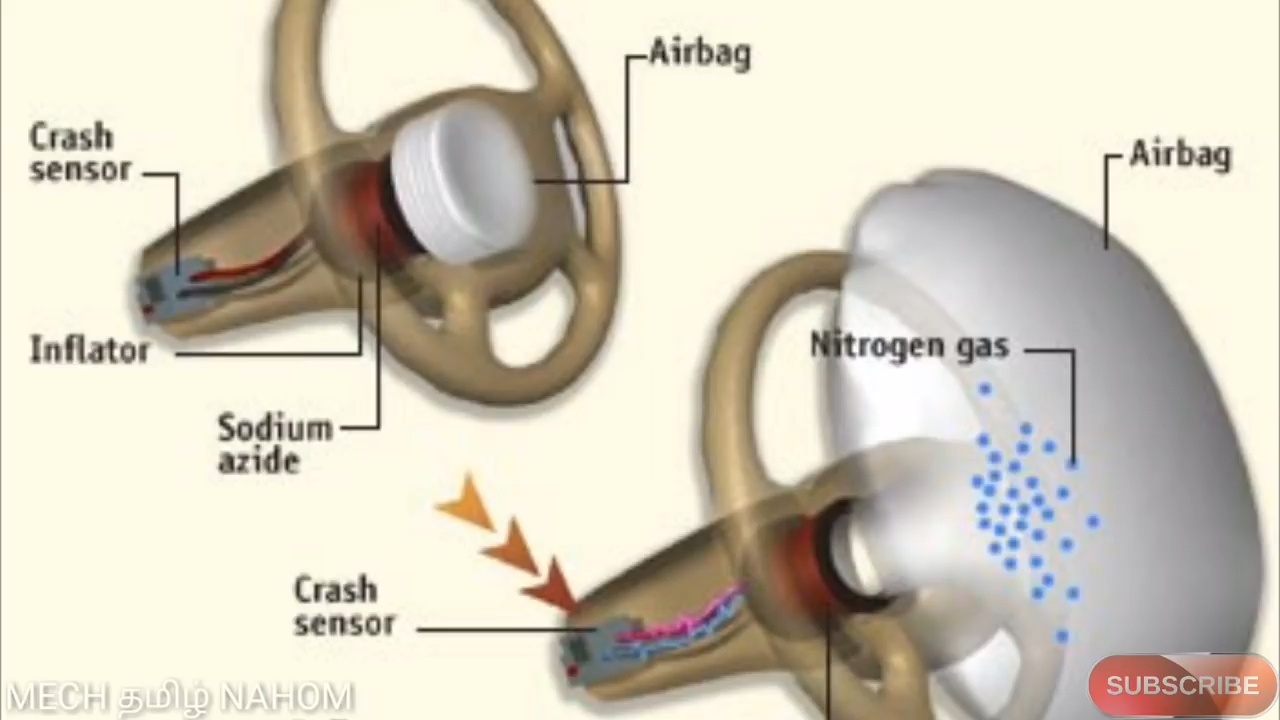 Airbag
Crash
sensor
Airbag
Inflator
Nitrogen gas
Sodium
azide
Crash
sensor
MECH தமிழ் NAHOM
SUBSCRIBE